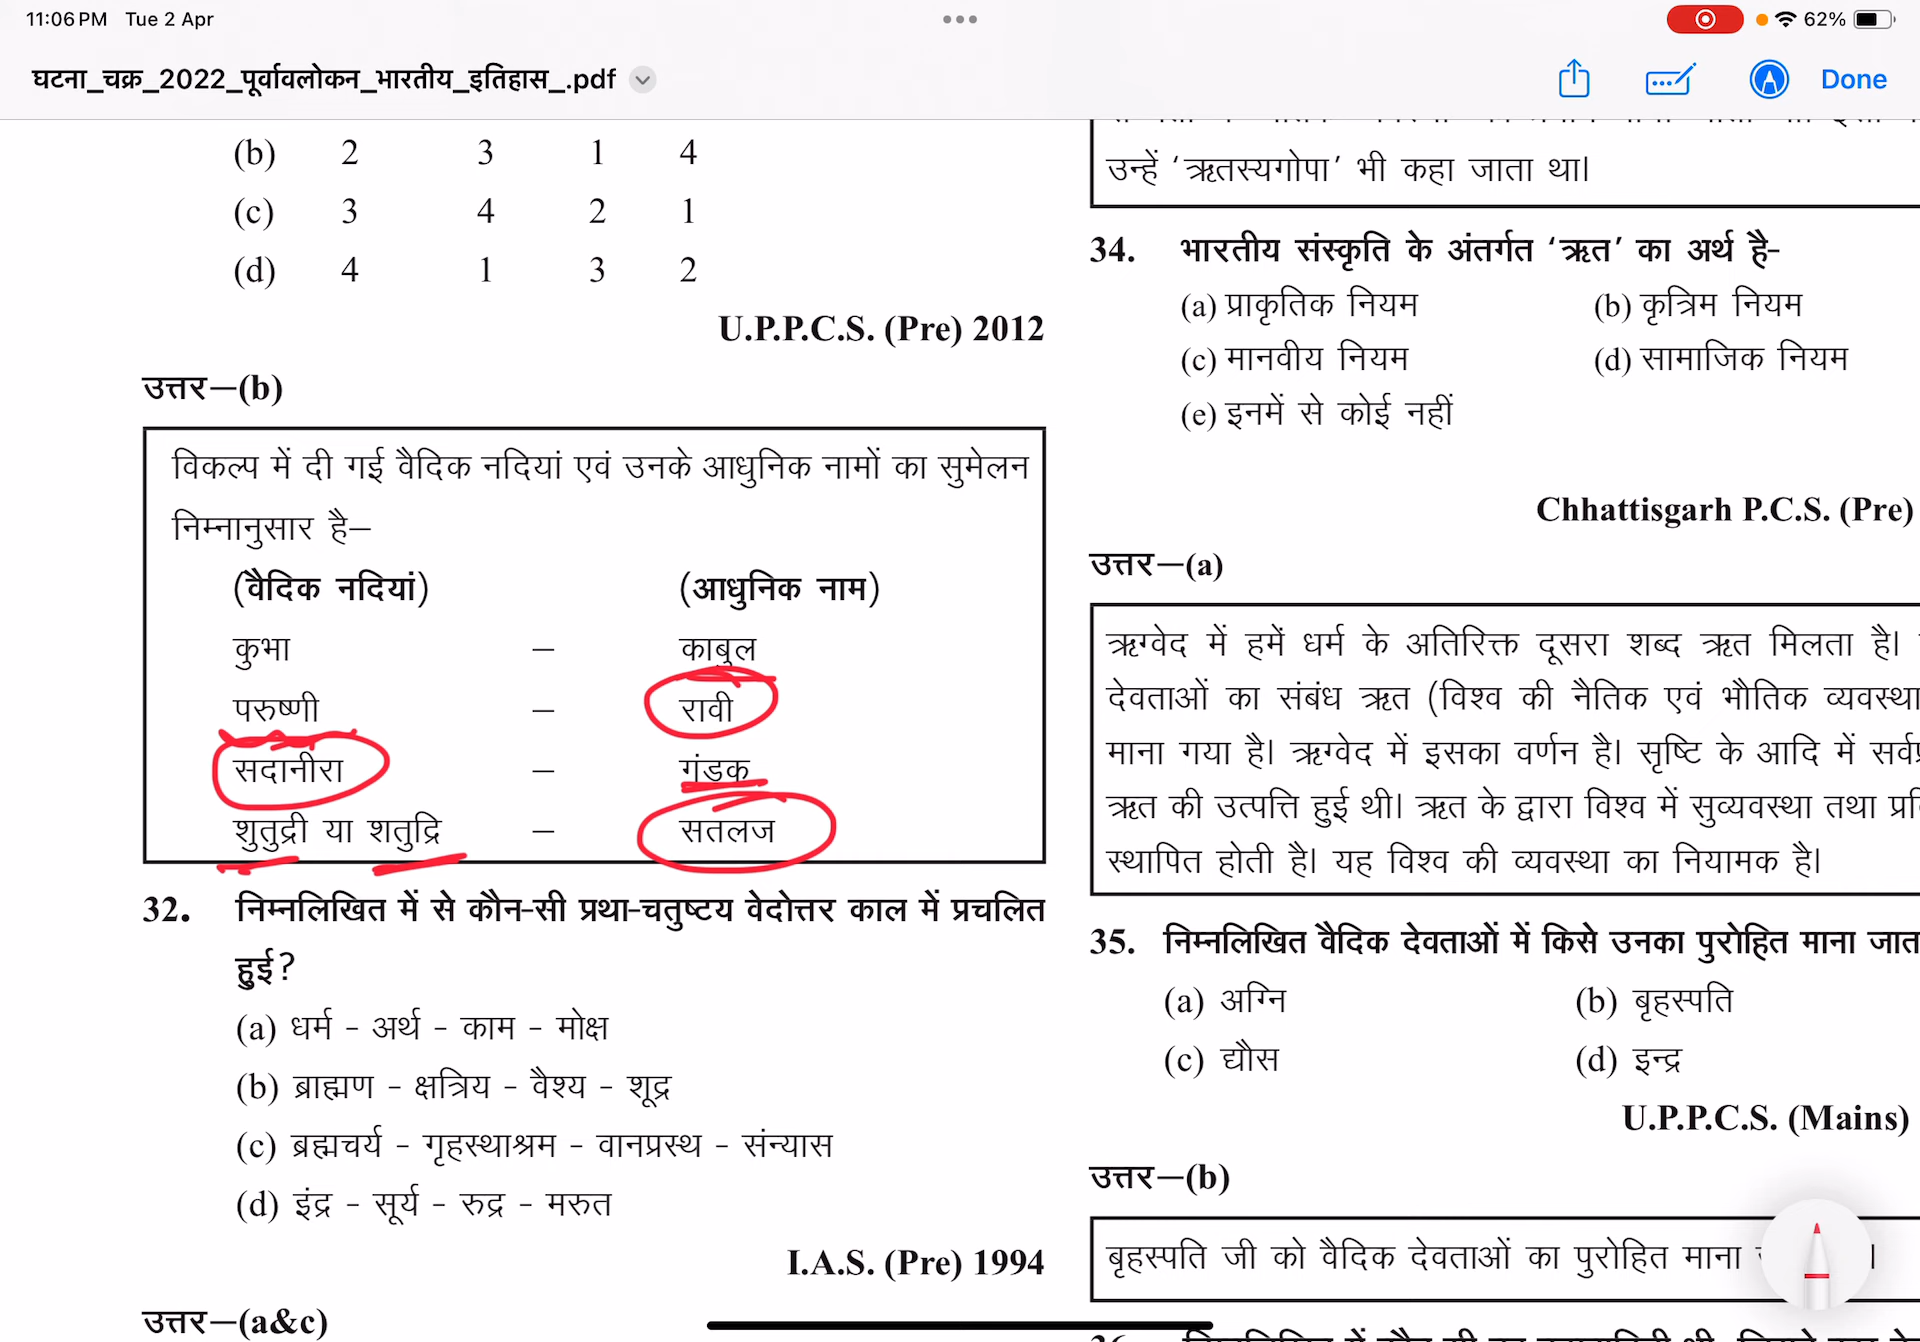 11:06 PM Tue 2 Apr
62%
घटना_चक्र_2022_पूर्वावलोकन_भारतीय_इतिहास_.pdf
Done
(b) 2 3 1 4
(c) 3 4 2 1
(d) 4 1 3 2
U.P.P.C.S. (Pre) 2012
उत्तर—(b)
विकल्प में दी गई वैदिक नदियां एवं उनके आधुनिक नामों का सुमेलन
निम्नानुसार है—
(वैदिक नदियां) (आधुनिक नाम)
कुभा – काबुल
परुष्णी – रावी
सदानीरा – गंडक
शुतुद्री या शतुद्रि – सतलज
32. निम्नलिखित में से कौन-सी प्रथा-चतुष्टय वेदोत्तर काल में प्रचलित
हुई?
(a) धर्म - अर्थ - काम - मोक्ष
(b) ब्राह्मण - क्षत्रिय - वैश्य - शूद्र
(c) ब्रह्मचर्य - गृहस्थाश्रम - वानप्रस्थ - संन्यास
(d) इंद्र - सूर्य - रुद्र - मरुत
I.A.S. (Pre) 1994
उत्तर—(a&c)
उन्हें ‘ऋतस्यगोपा’ भी कहा जाता था।
34. भारतीय संस्कृति के अंतर्गत ‘ऋत’ का अर्थ है-
(a) प्राकृतिक नियम (b) कृत्रिम नियम
(c) मानवीय नियम (d) सामाजिक नियम
(e) इनमें से कोई नहीं
Chhattisgarh P.C.S. (Pre)
उत्तर—(a)
ऋग्वेद में हमें धर्म के अतिरिक्त दूसरा शब्द ऋत मिलता है।
देवताओं का संबंध ऋत (विश्व की नैतिक एवं भौतिक व्यवस्था
माना गया है। ऋग्वेद में इसका वर्णन है। सृष्टि के आदि में
ऋत की उत्पत्ति हुई थी। ऋत के द्वारा विश्व में सुव्यवस्था तथा
स्थापित होती है। यह विश्व की व्यवस्था का नियामक है।
35. निम्नलिखित वैदिक देवताओं में किसे उनका पुरोहित माना जात
(a) अग्नि (b) बृहस्पति
(c) द्यौस (d) इन्द्र
U.P.P.C.S. (Mains)
उत्तर—(b)
बृहस्पति जी को वैदिक देवताओं का पुरोहित माना